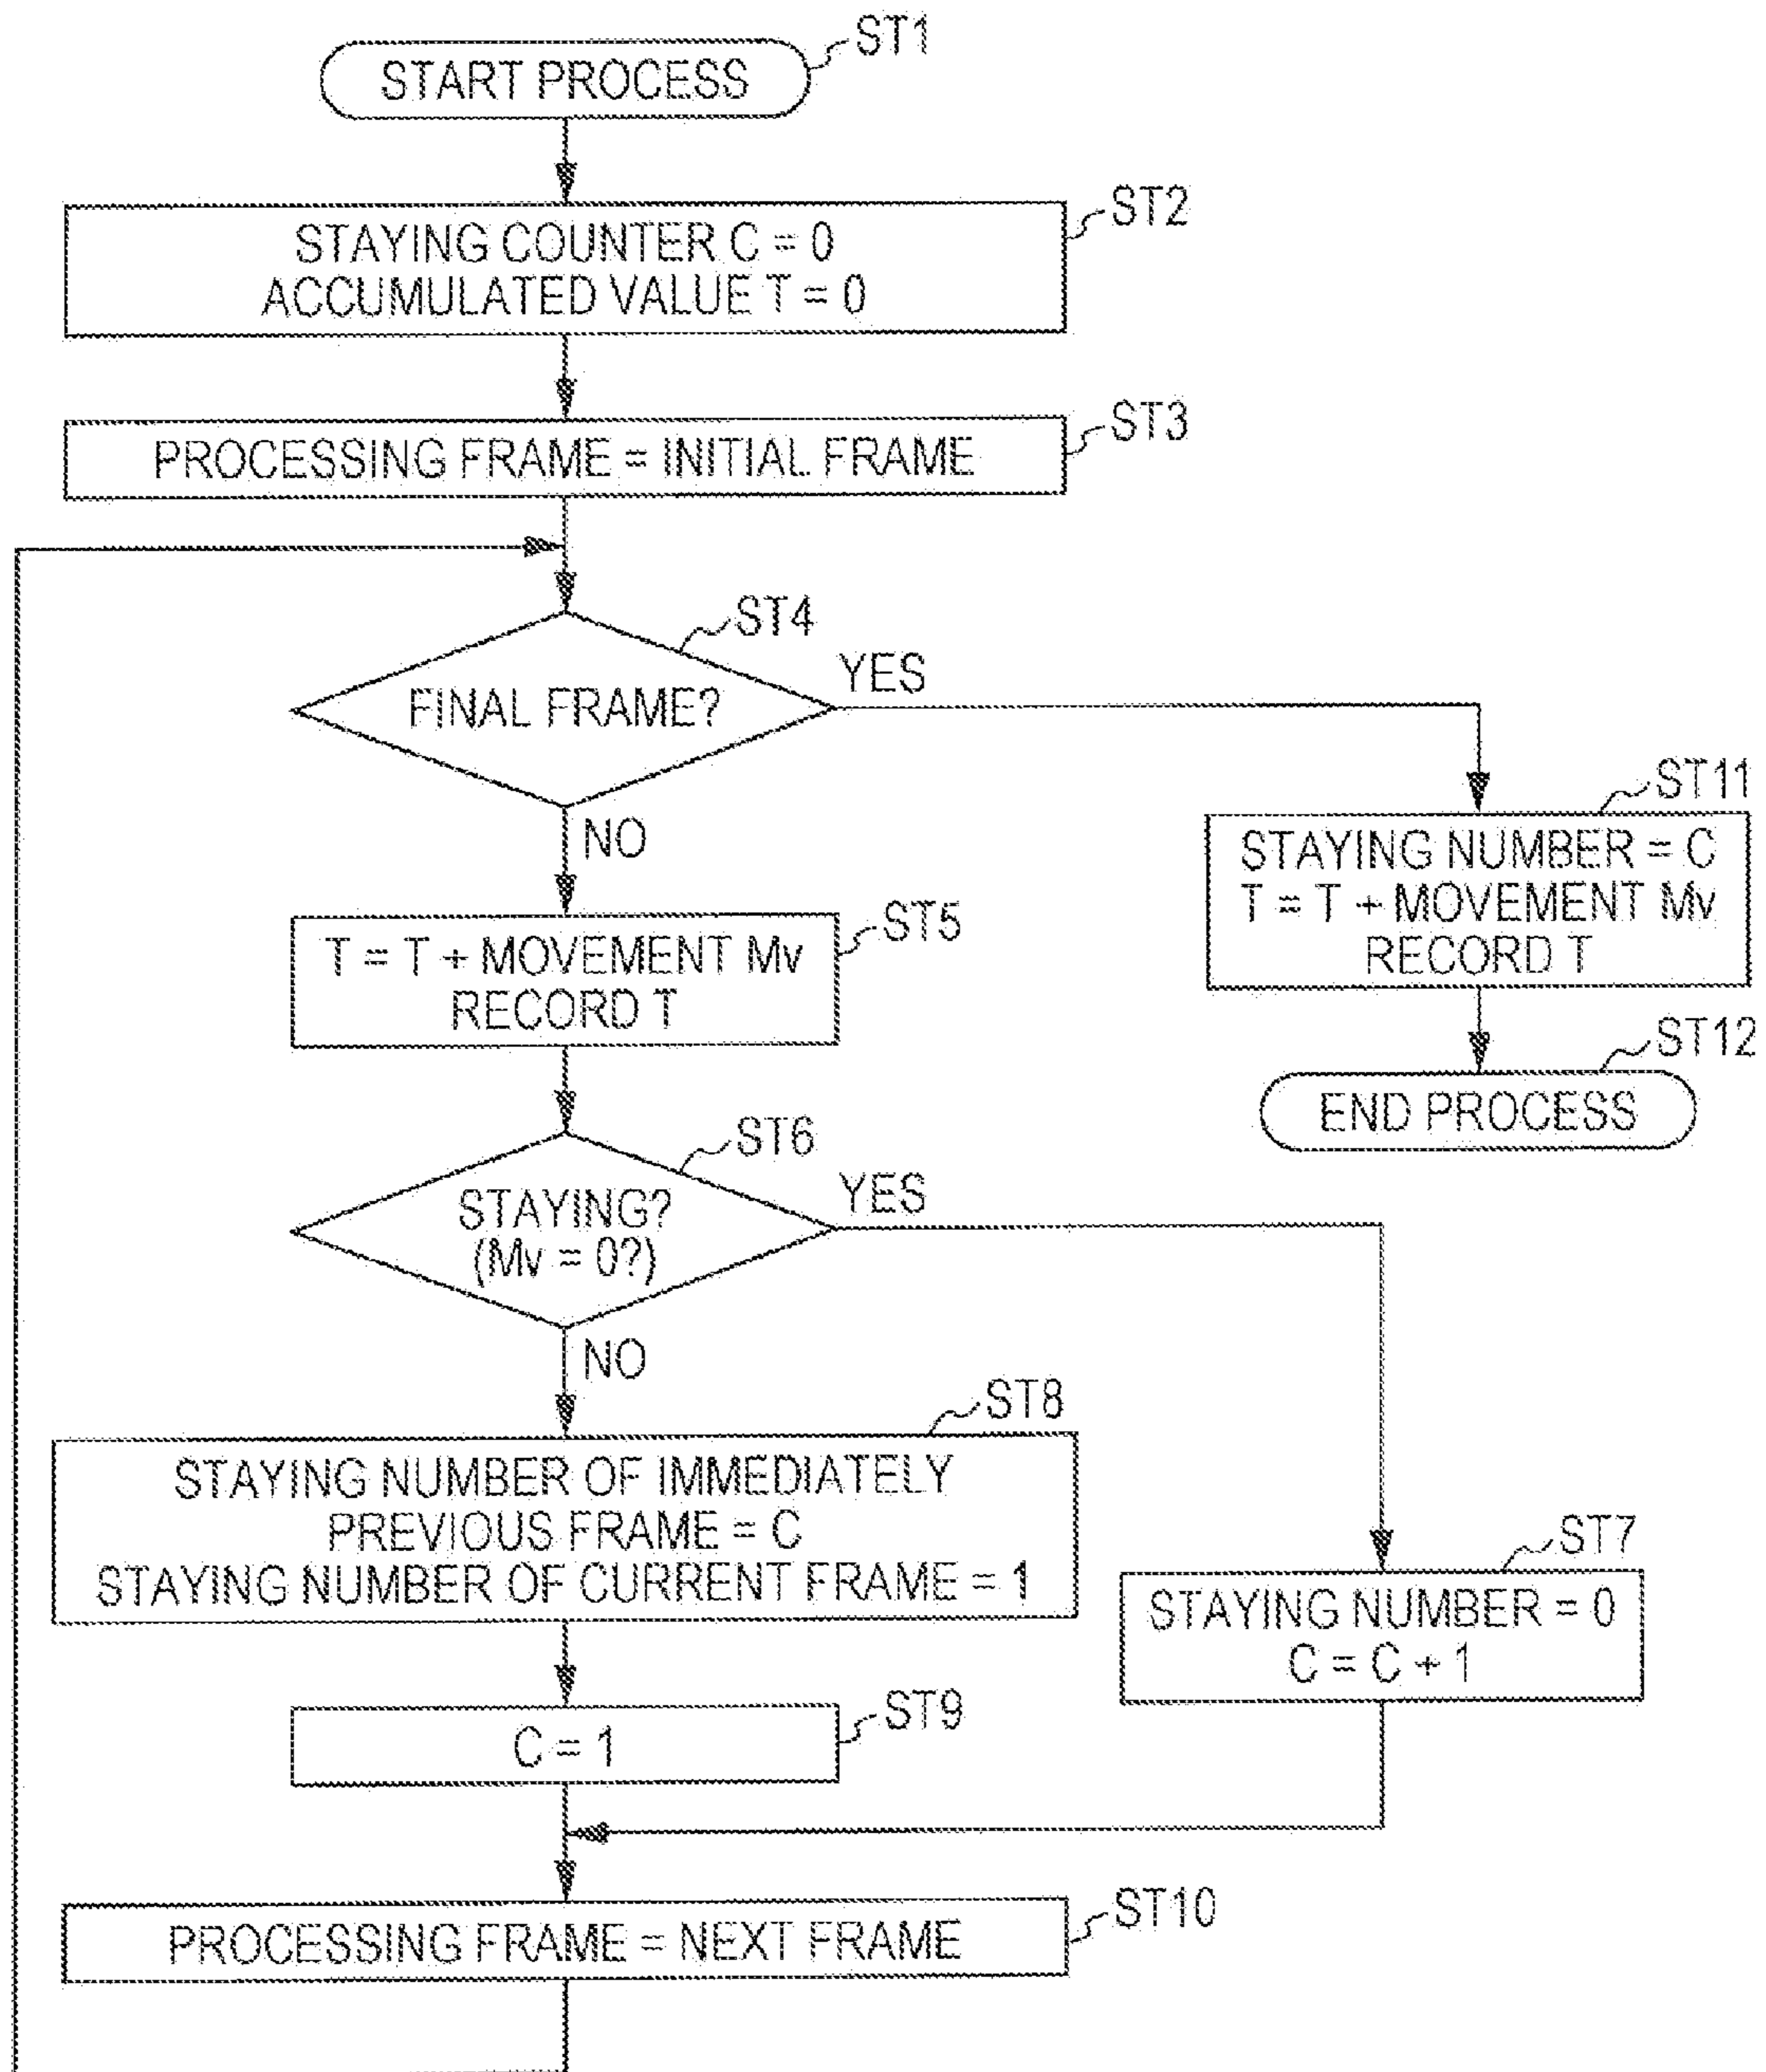 ST1
START PROCESS
ST2
STAYING COUNTER C = 0
ACCUMULATED VALUE T = 0
ST3
PROCESSING FRAME = INITIAL FRAME
ST4
FINAL FRAME?
YES
NO
ST11
STAYING NUMBER = C
T = T + MOVEMENT Mv
RECORD T
ST5
T = T + MOVEMENT Mv
RECORD T
ST12
END PROCESS
ST6
STAYING?
(Mv = 0?)
YES
NO
ST8
STAYING NUMBER OF IMMEDIATELY
PREVIOUS FRAME = C
STAYING NUMBER OF CURRENT FRAME = 1
ST7
STAYING NUMBER = 0
C = C + 1
ST9
C = 1
ST10
PROCESSING FRAME = NEXT FRAME